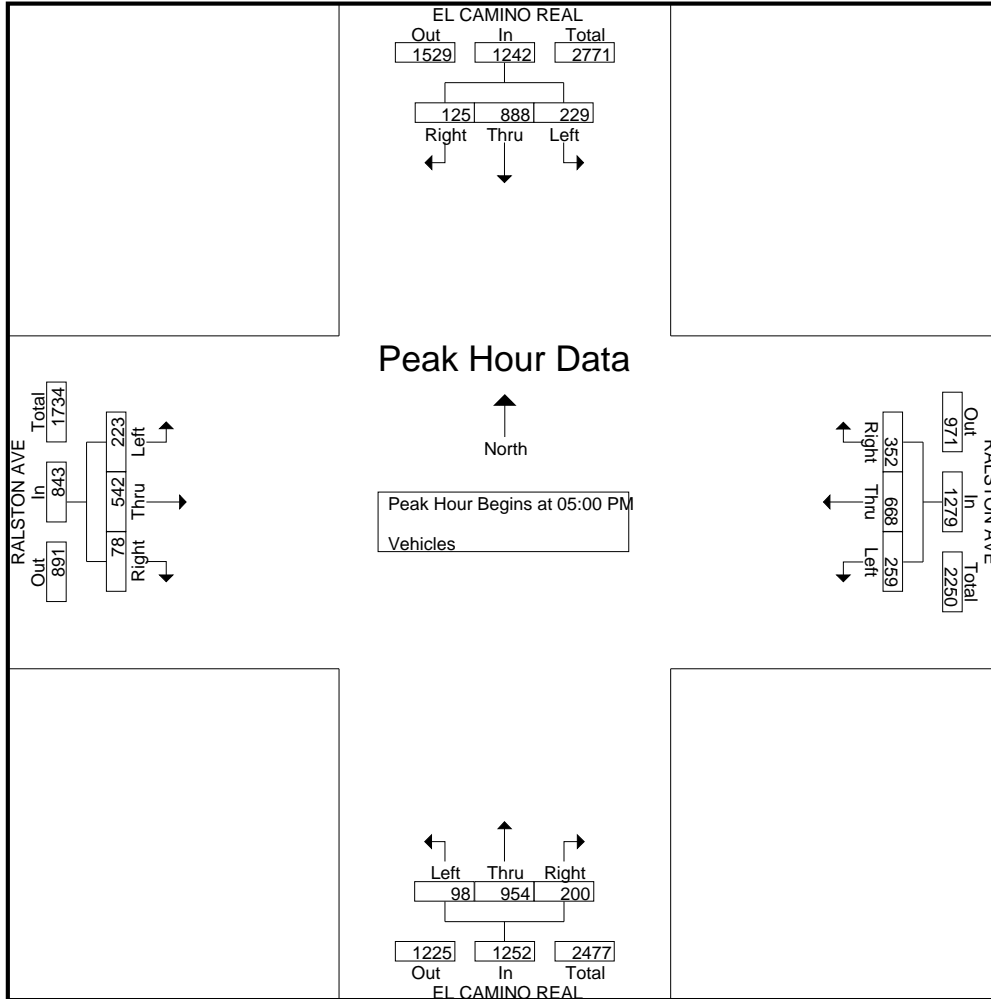 EL CAMINO REAL
Out In Total
1529 1242 2771
125 888 229
Right Thru Left
Peak Hour Data
North
Peak Hour Begins at 05:00 PM
Vehicles
RALSTON AVE
Out In Total
891 843 1734
223 542 78
Left Thru Right
RALSTON AVE
Out In Total
971 1279 2250
352 668 259
Right Thru Left
Left Thru Right
98 954 200
1225 1252 2477
Out In Total
EL CAMINO REAL